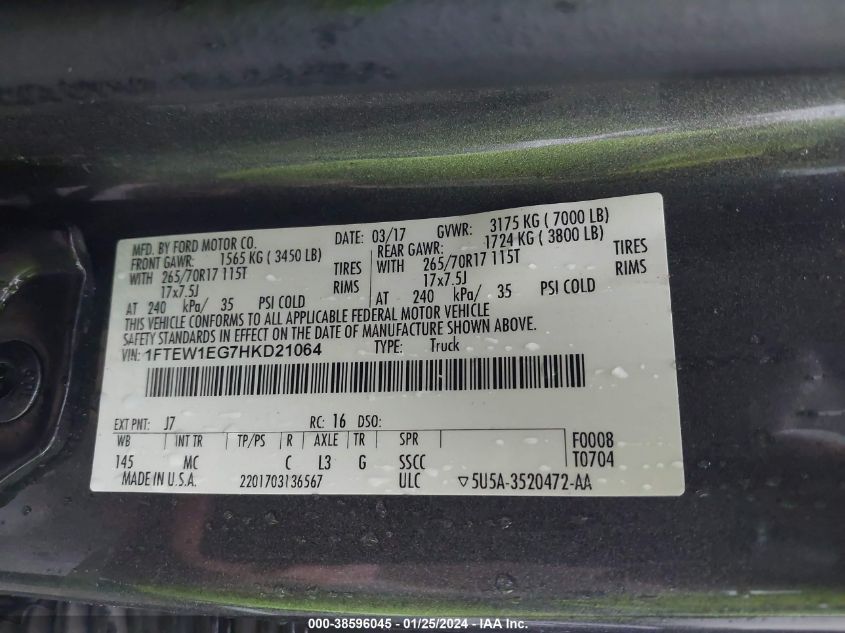 MFD. BY FORD MOTOR CO. DATE: 03/17 GVWR: 3175 KG ( 7000 LB)
FRONT GAWR: 1565 KG ( 3450 LB) REAR GAWR: 1724 KG ( 3800 LB)
WITH 265/70R17 115T TIRES WITH 265/70R17 115T TIRES
17x7.5J RIMS 17x7.5J RIMS
AT 240 kPa/ 35 PSI COLD AT 240 kPa/ 35 PSI COLD
THIS VEHICLE CONFORMS TO ALL APPLICABLE FEDERAL MOTOR VEHICLE
SAFETY STANDARDS IN EFFECT ON THE DATE OF MANUFACTURE SHOWN ABOVE.
VIN: 1FTEW1EG7HKD21064 TYPE: Truck
EXT PNT: J7 RC: 16 DSO:
WB INT TR TP/PS R AXLE TR SPR F0008
145 MC C L3 G SSCC T0704
MADE IN U.S.A. 2201703136567 ULC ▽5U5A-3520472-AA
000-38596045 - 01/25/2024 - IAA Inc.